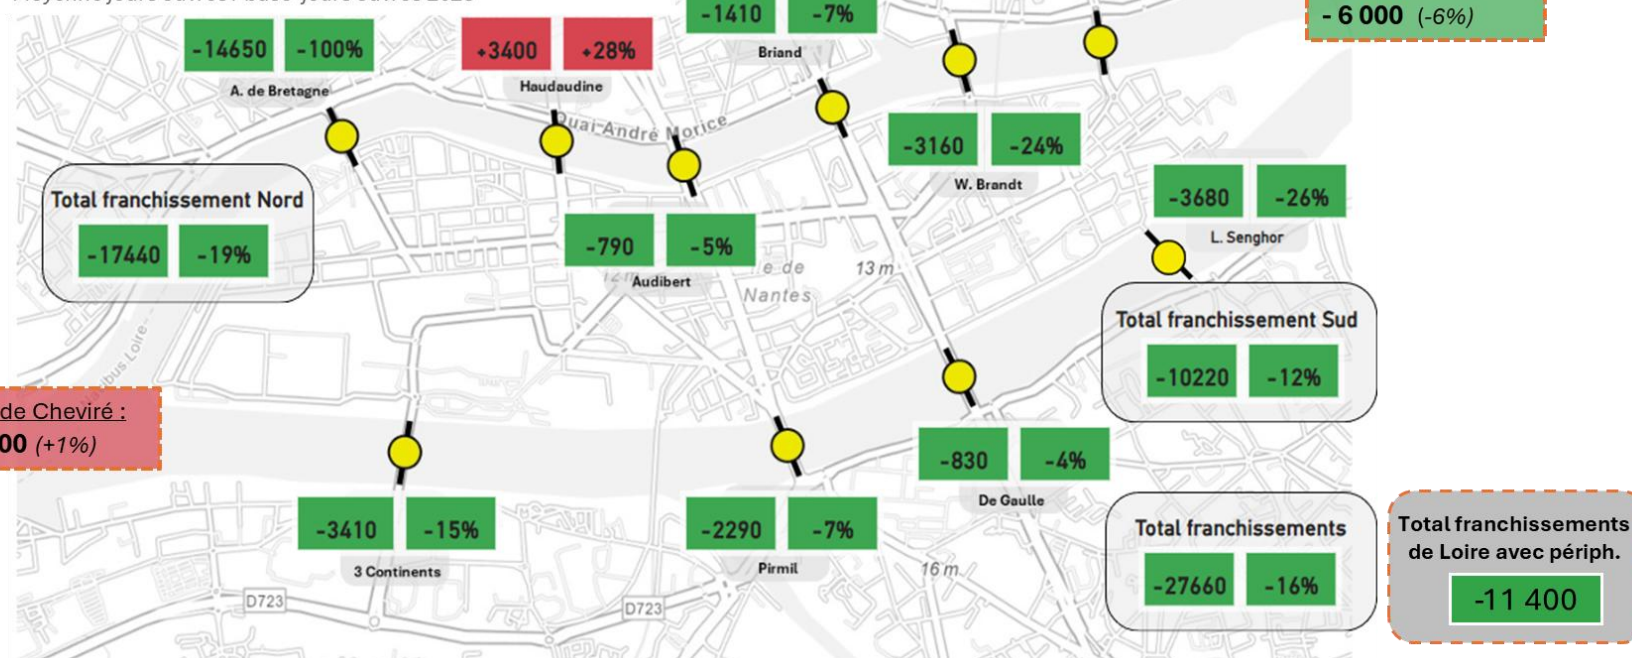 -1410 -7%
Briand
- 6 000 (-6%)
-14650 -100%
A. de Bretagne
+3400 +28%
Haudaudine
Quai André Morice
-3160 -24%
W. Brandt
-3680 -26%
L. Senghor
Total franchissement Nord
-17440 -19%
-790 -5%
Audibert
13 m
Nantes
Total franchissement Sud
-10220 -12%
de Cheviré :
00 (+1%)
-830 -4%
De Gaulle
-3410 -15%
3 Continents
-2290 -7%
Pirmil
16 m
D723
D723
Total franchissements
-27660 -16%
Total franchissements
de Loire avec périph.
-11 400